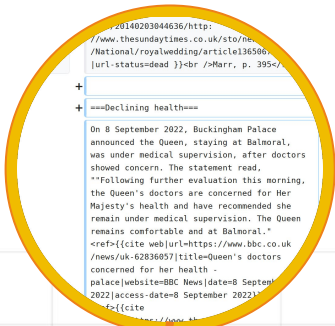 /20140203044636/http:
//www.thesundaytimes.co.uk/sto/ne
/National/royalwedding/article136506
|url-status=dead }}<br />Marr, p. 395</
+
+ ===Declining health===
On 8 September 2022, Buckingham Palace
announced the Queen, staying at Balmoral,
was under medical supervision, after doctors
showed concern. The statement read,
""Following further evaluation this morning,
the Queen's doctors are concerned for Her
Majesty's health and have recommended she
remain under medical supervision. The Queen
remains comfortable and at Balmoral."
<ref>{{cite web|url=https://www.bbc.co.uk
/news/uk-62836057|title=Queen's doctors
concerned for her health -
palace|website=BBC News|date=8 Septem
2022|access-date=8 September 2022}}
ref>{{cite